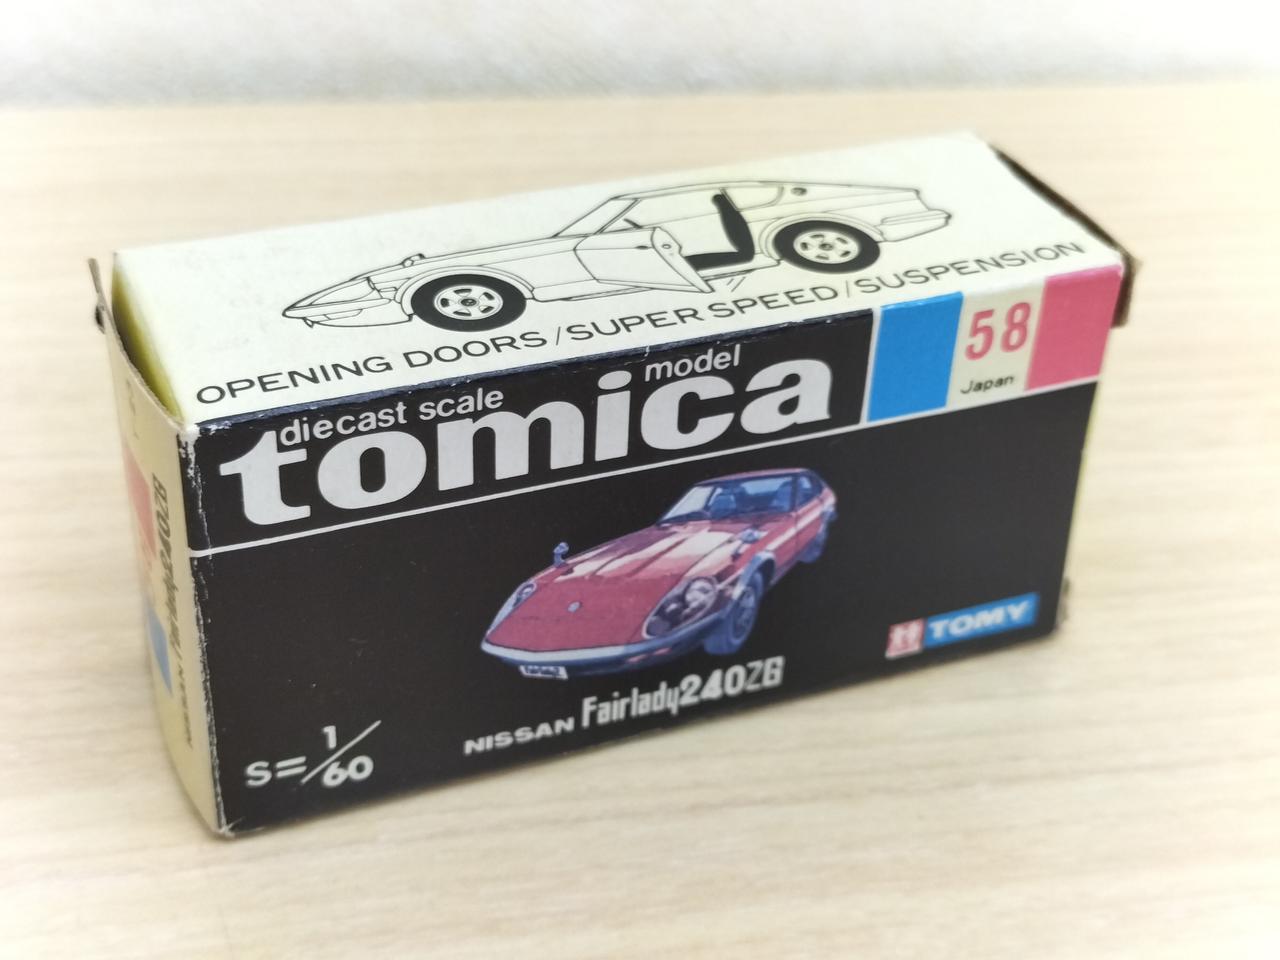 OPENING DOORS/SUPER SPEED/SUSPENSION
diecast scale model
tomica
58
Japan
TOMY
NISSAN Fairlady240ZG
S=1/60